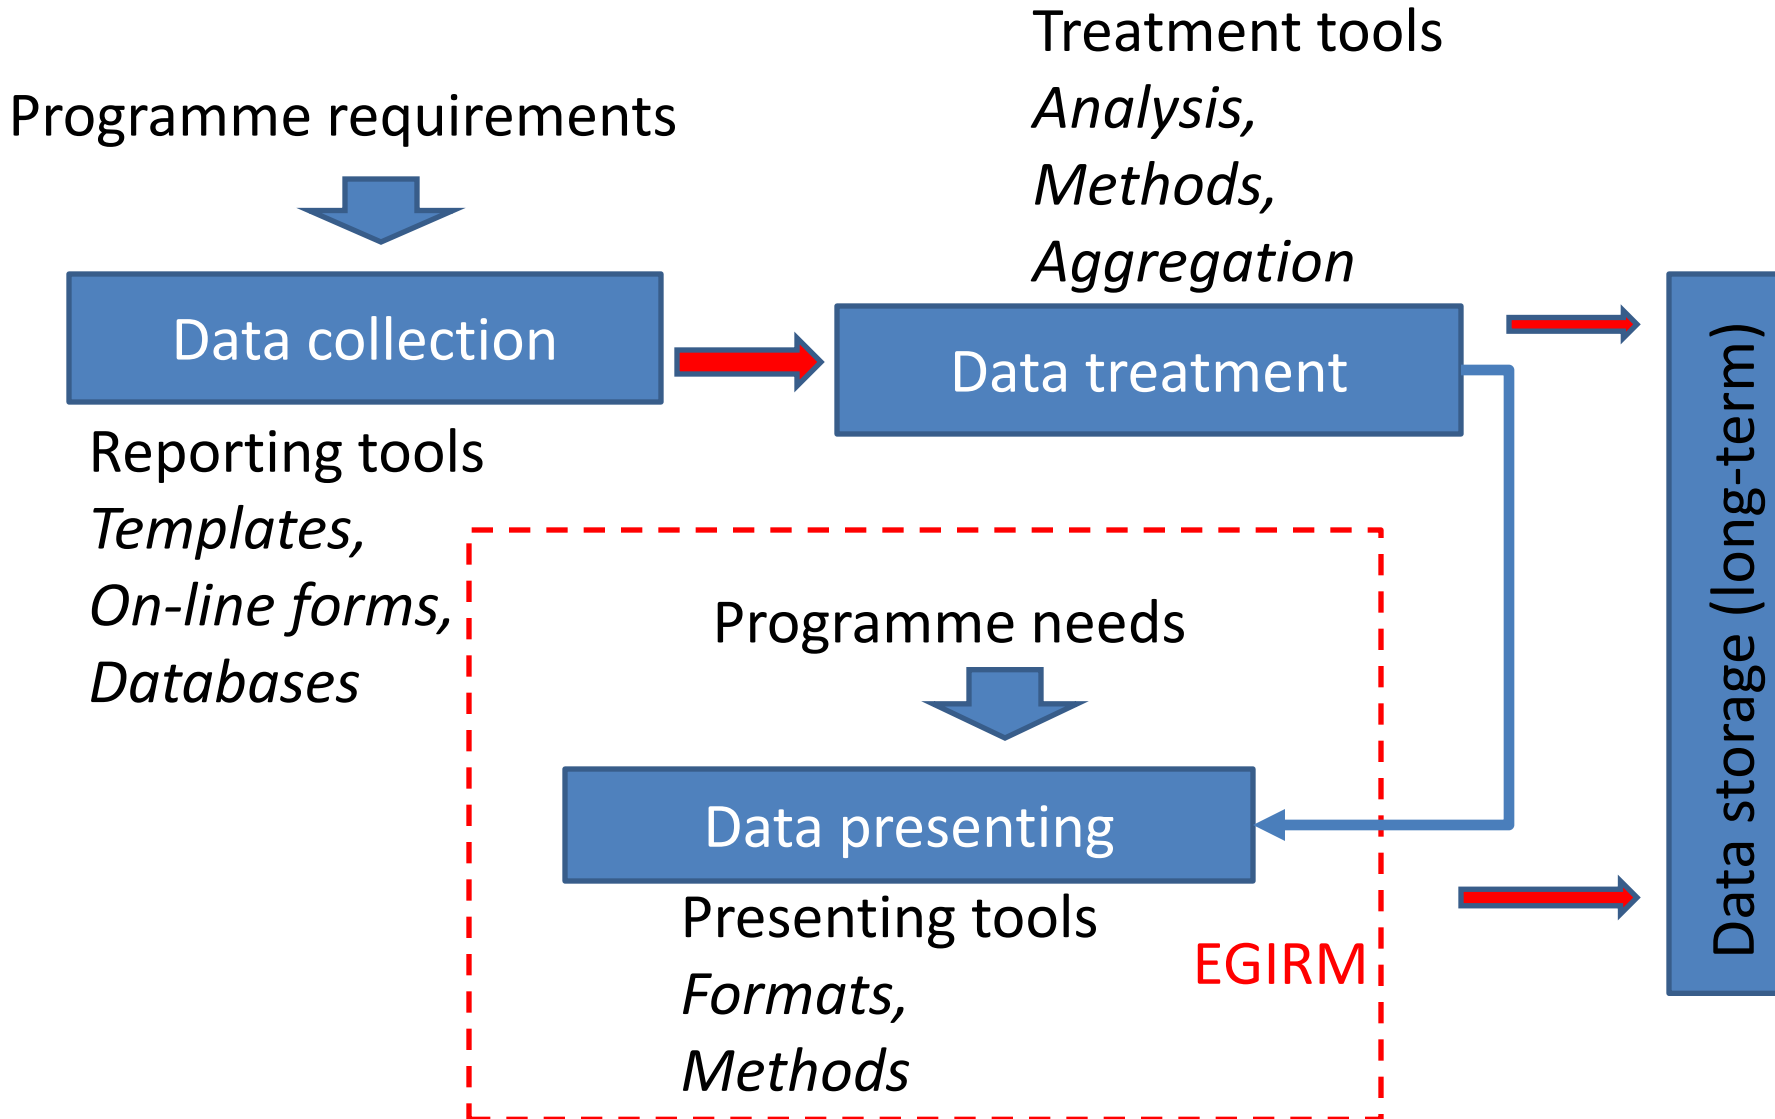 Programme requirements
Data collection
Reporting tools
Templates,
On-line forms,
Databases
Treatment tools
Analysis,
Methods,
Aggregation
Data treatment
Programme needs
Data presenting
Presenting tools
Formats,
Methods
EGIRM
Data storage (long-term)